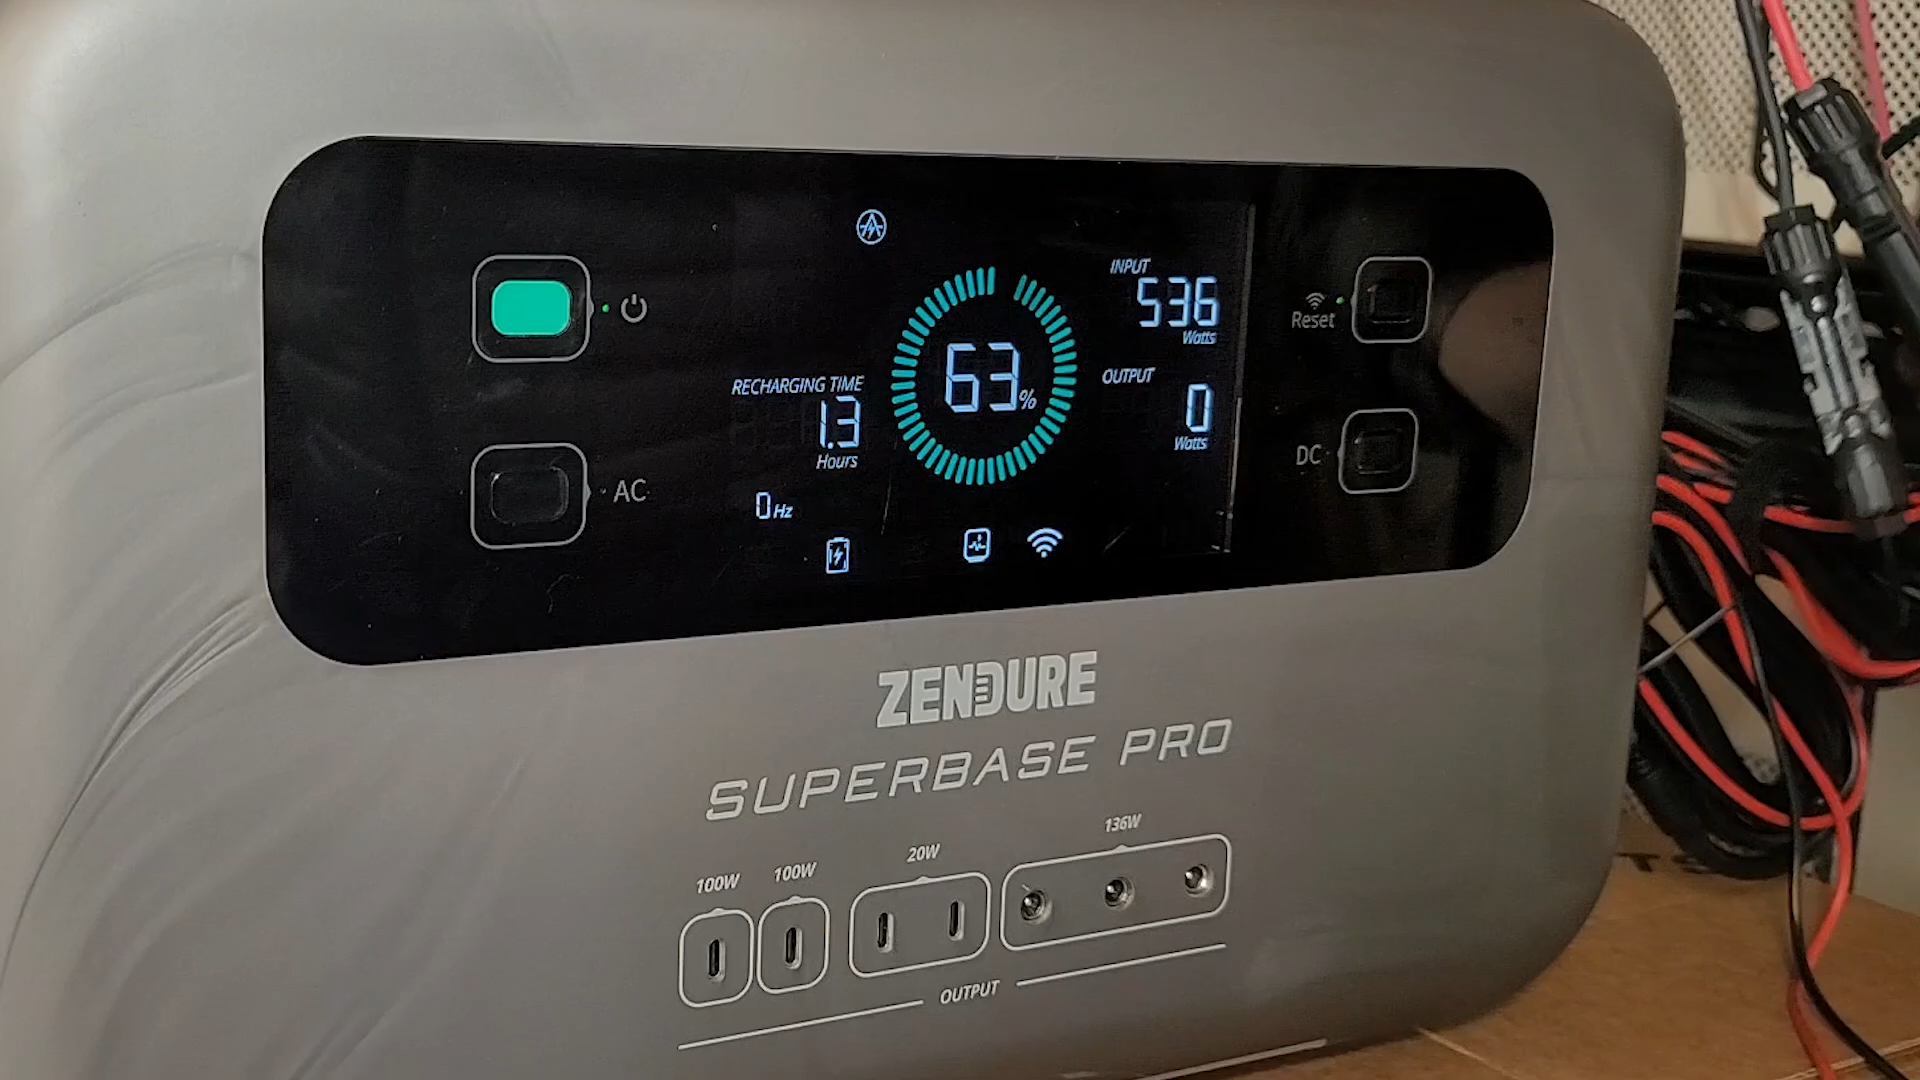 INPUT
536
Watts
Reset
RECHARGING TIME
1.3
Hours
63%
OUTPUT
0
Watts
DC
AC
0Hz
ZENDURE
SUPERBASE PRO
100W
100W
20W
136W
OUTPUT